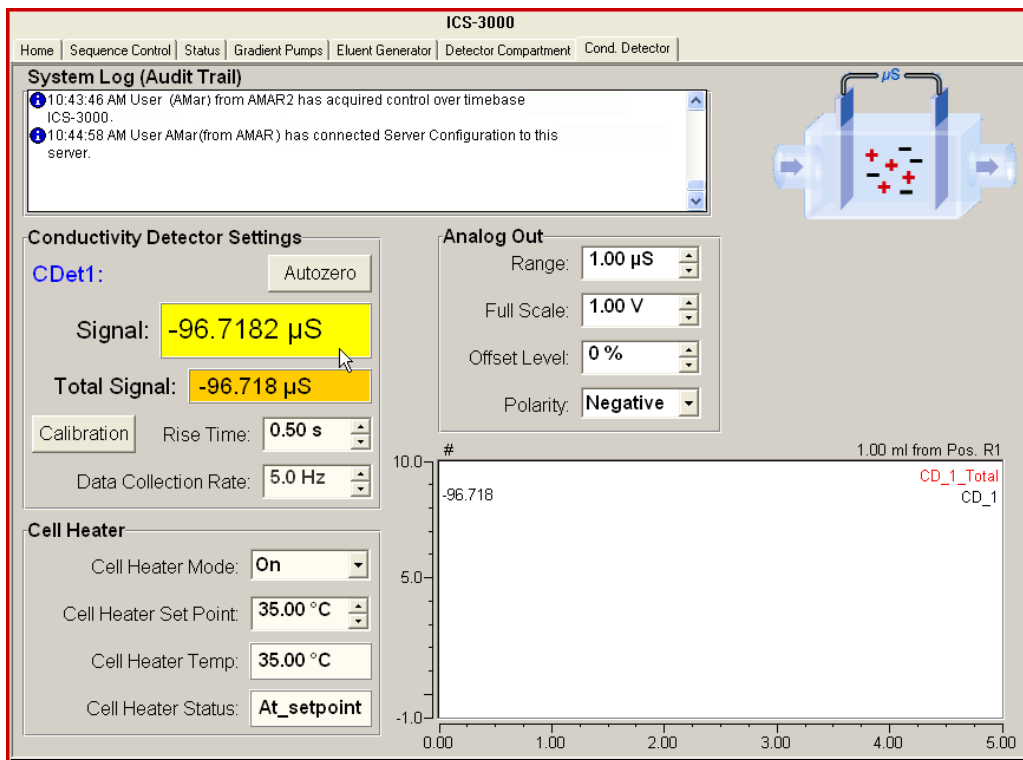 ICS-3000
Home Sequence Control Status Gradient Pumps Eluent Generator Detector Compartment Cond. Detector
System Log (Audit Trail)
10:43:46 AM User (AMar) from AMAR2 has acquired control over timebase
ICS-3000.
10:44:58 AM User AMar(from AMAR) has connected Server Configuration to this
server.
µS
Conductivity Detector Settings
CDet1: Autozero
Signal: -96.7182 µS
Total Signal: -96.718 µS
Calibration Rise Time: 0.50 s
Data Collection Rate: 5.0 Hz
Analog Out
Range: 1.00 µS
Full Scale: 1.00 V
Offset Level: 0 %
Polarity: Negative
Cell Heater
Cell Heater Mode: On
Cell Heater Set Point: 35.00 °C
Cell Heater Temp: 35.00 °C
Cell Heater Status: At_setpoint
# 1.00 ml from Pos. R1
10.0
CD_1_Total
-96.718 CD_1
5.0
-1.0
0.00 1.00 2.00 3.00 4.00 5.00